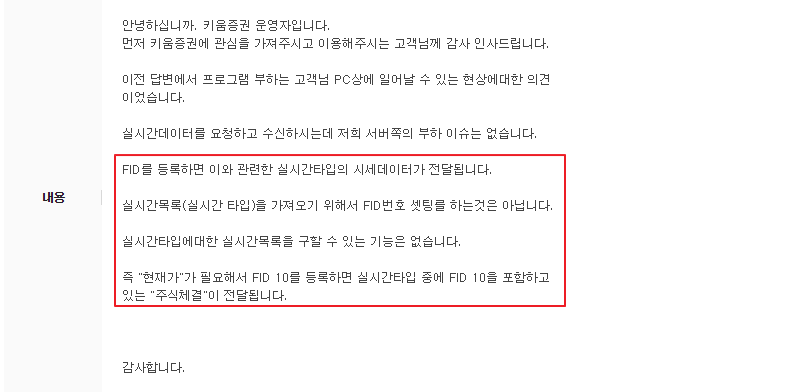 안녕하십니까. 키움증권 운영자입니다.
먼저 키움증권에 관심을 가져주시고 이용해주시는 고객님께 감사 인사드립니다.
이전 답변에서 프로그램 부하는 고객님 PC상에 일어날 수 있는 현상에대한 의견
이었습니다.
실시간데이터를 요청하고 수신하시는데 저희 서버쪽의 부하 이슈는 없습니다.
FID를 등록하면 이와 관련한 실시간타입의 시세데이터가 전달됩니다.
내용
실시간목록(실시간 타입)을 가져오기 위해서 FID번호 셋팅를 하는것은 아닙니다.
실시간타입에대한 실시간목록을 구할 수 있는 기능은 없습니다.
즉 "현재가"가 필요해서 FID 10를 등록하면 실시간타입 중에 FID 10을 포함하고
있는 "주식체결"이 전달됩니다.
감사합니다.